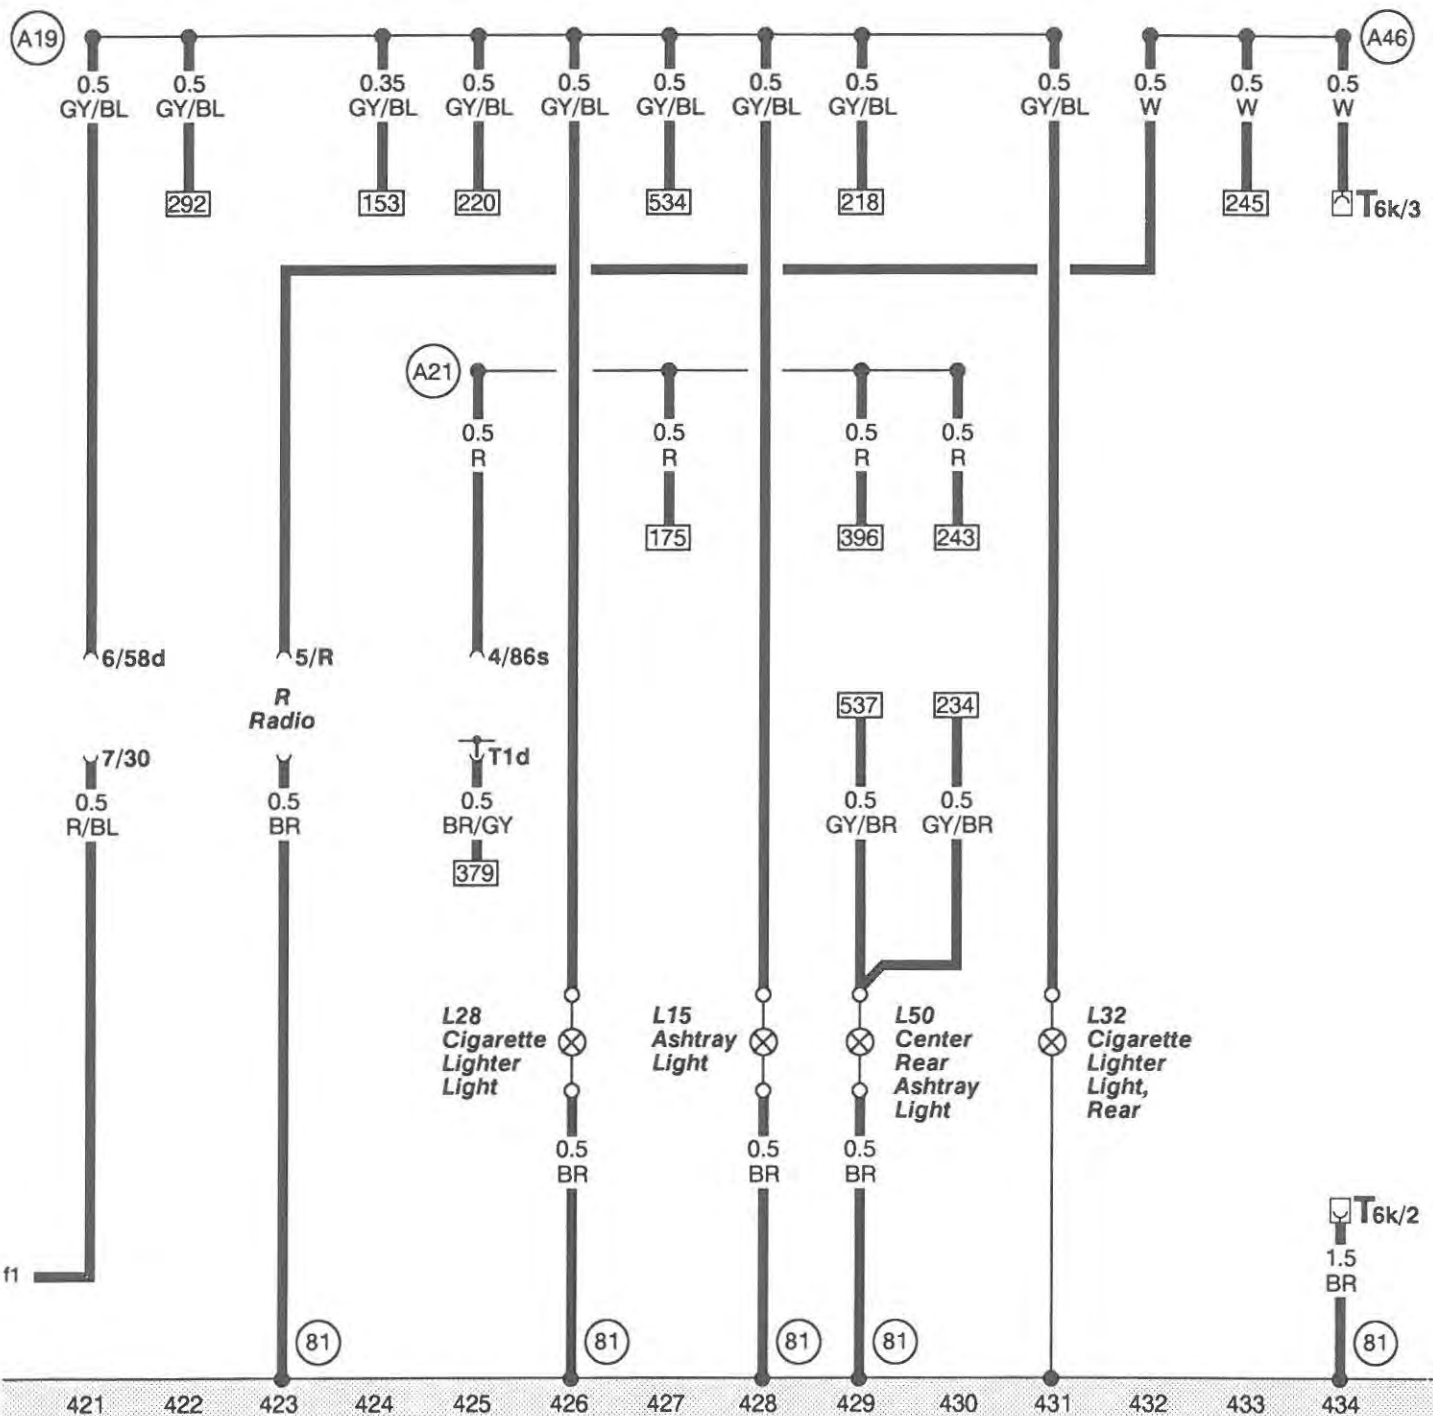 A19
A46
0.5 0.5 0.35 0.5 0.5 0.5 0.5 0.5 0.5 0.5 0.5 0.5
GY/BL GY/BL GY/BL GY/BL GY/BL GY/BL GY/BL GY/BL GY/BL W W W
292 153 220 534 218 245 T6k/3
A21
0.5 0.5 0.5 0.5
R R R R
175 396 243
6/58d 5/R 4/86s
R
Radio
537 234
7/30 T1d
0.5 0.5 0.5 0.5 0.5
R/BL BR BR/GY GY/BR GY/BR
379
L28
Cigarette
Lighter
Light
L15
Ashtray
Light
L50
Center
Rear
Ashtray
Light
L32
Cigarette
Lighter
Light,
Rear
0.5 0.5 0.5
BR BR BR
T6k/2
1.5
BR
f1
81 81 81 81 81
421 422 423 424 425 426 427 428 429 430 431 432 433 434